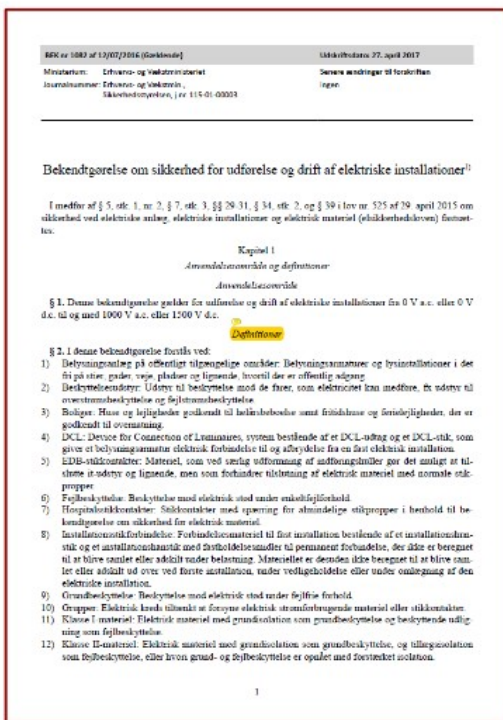 BEK nr 1082 af 12/07/2016 (Gældende)
Udskriftsdato: 27. april 2017
Ministerium: Erhvervs- og Vækstministeriet
Journalnummer: Erhvervs- og Vækstmin.,
Sikkerhedsstyrelsen, j.nr. 115-01-00003
Senere ændringer til forskriften
Ingen
Bekendtgørelse om sikkerhed for udførelse og drift af elektriske installationer¹⁾
I medfør af § 5, stk. 1, nr. 2, § 7, stk. 3, §§ 29-31, § 34, stk. 2, og § 39 i lov nr. 525 af 29. april 2015 om
sikkerhed ved elektriske anlæg, elektriske installationer og elektrisk materiel (elsikkerhedsloven) fastsæt-
tes:
Kapitel 1
Anvendelsesområde og definitioner
Anvendelsesområde
§ 1. Denne bekendtgørelse gælder for udførelse og drift af elektriske installationer fra 0 V a.c. eller 0 V
d.c. til og med 1000 V a.c. eller 1500 V d.c.
Definitioner
§ 2. I denne bekendtgørelse forstås ved:
1) Belysningsanlæg på offentligt tilgængelige områder: Belysningsarmaturer og lysinstallationer i det
fri på stier, gader, veje, pladser og lignende, hvortil der er offentlig adgang.
2) Beskyttelsesudstyr: Udstyr til beskyttelse mod de farer, som elektricitet kan medføre, fx udstyr til
overstrømsbeskyttelse og fejlstrømsbeskyttelse.
3) Boliger: Huse og lejligheder godkendt til helårsbeboelse samt fritidshuse og ferielejligheder, der er
godkendt til overnatning.
4) DCL: Device for Connection of Luminaires, system bestående af et DCL-udtag og et DCL-stik, som
giver et belysningsarmatur elektrisk forbindelse til og afbrydelse fra en fast elektrisk installation.
5) EDB-stikkontakter: Materiel, som ved særlig udformning af indføringshuller gør det muligt at til-
slutte it-udstyr og lignende, men som forhindrer tilslutning af elektrisk materiel med normale stik-
propper.
6) Fejlbeskyttelse: Beskyttelse mod elektrisk stød under enkeltfejlforhold.
7) Hospitalsstikkontakter: Stikkontakter med spærring for almindelige stikpropper i henhold til be-
kendtgørelse om sikkerhed for elektrisk materiel.
8) Installationsstikforbindelse: Forbindelsesmateriel til fast installation bestående af et installationshun-
stik og et installationshanstik med fastholdelsesmidler til permanent forbindelse, der ikke er beregnet
til at blive samlet eller adskilt under belastning. Materiellet er desuden ikke beregnet til at blive sam-
let eller adskilt ud over ved første installation, under vedligeholdelse eller under omlægning af den
elektriske installation.
9) Grundbeskyttelse: Beskyttelse mod elektrisk stød under fejlfrie forhold.
10) Grupper: Elektrisk kreds tiltænkt at forsyne elektrisk strømforbrugende materiel eller stikkontakter.
11) Klasse I-materiel: Elektrisk materiel med grundisolation som grundbeskyttelse og beskyttende udlig-
ning som fejlbeskyttelse.
12) Klasse II-materiel: Elektrisk materiel med grundisolation som grundbeskyttelse, og tillægsisolation
som fejlbeskyttelse, eller hvori grund- og fejlbeskyttelse er opnået med forstærket isolation.
1